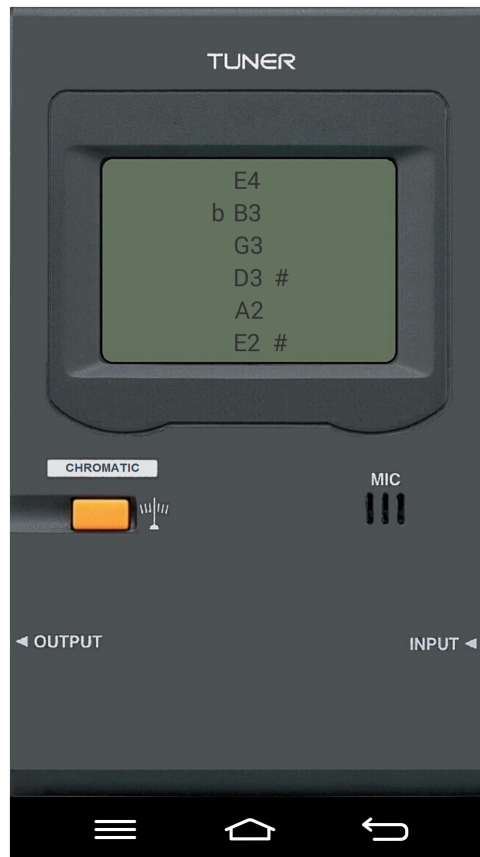 TUNER
E4
b B3
G3
D3 #
A2
E2 #
CHROMATIC
MIC
OUTPUT
INPUT